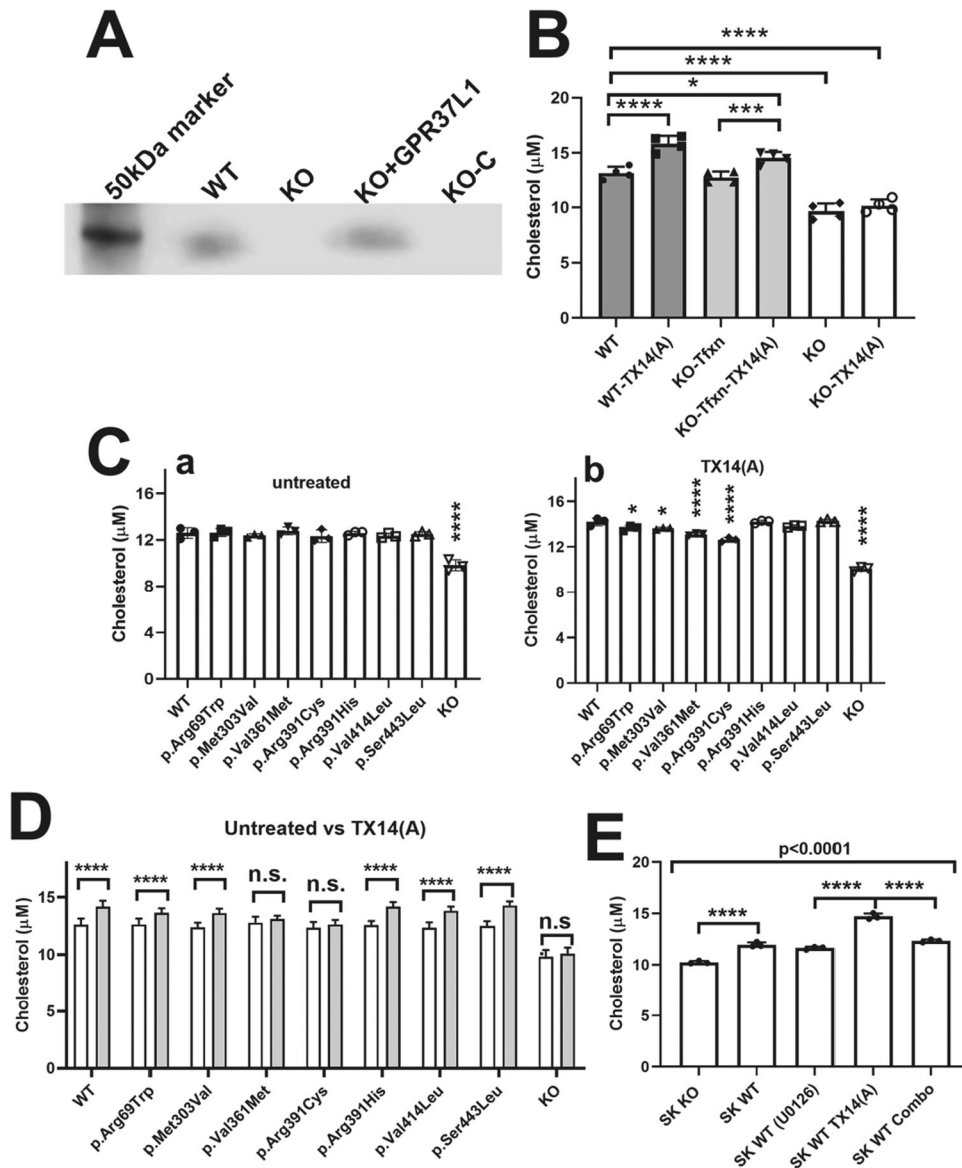 A
50kDa marker
WT
KO
KO+GPR37L1
KO-C
B
****
****
*
****
***
20
15
10
5
0
Cholesterol (μM)
WT
WT-TX14(A)
KO-Tfxn
KO-Tfxn-TX14(A)
KO
KO-TX14(A)
C
a
untreated
****
16
12
8
4
0
Cholesterol (μM)
WT
p.Arg69Trp
p.Met303Val
p.Val361Met
p.Arg391Cys
p.Arg391His
p.Val414Leu
p.Ser443Leu
KO
b
TX14(A)
*
*
****
****
****
16
12
8
4
0
Cholesterol (μM)
WT
p.Arg69Trp
p.Met303Val
p.Val361Met
p.Arg391Cys
p.Arg391His
p.Val414Leu
p.Ser443Leu
KO
D
Untreated vs TX14(A)
****
****
****
n.s.
n.s.
****
****
****
n.s
15
10
5
0
Cholesterol (μM)
WT
p.Arg69Trp
p.Met303Val
p.Val361Met
p.Arg391Cys
p.Arg391His
p.Val414Leu
p.Ser443Leu
KO
E
p<0.0001
****
****
****
20
15
10
5
0
Cholesterol (μM)
SK KO
SK WT
SK WT (U0126)
SK WT TX14(A)
SK WT Combo